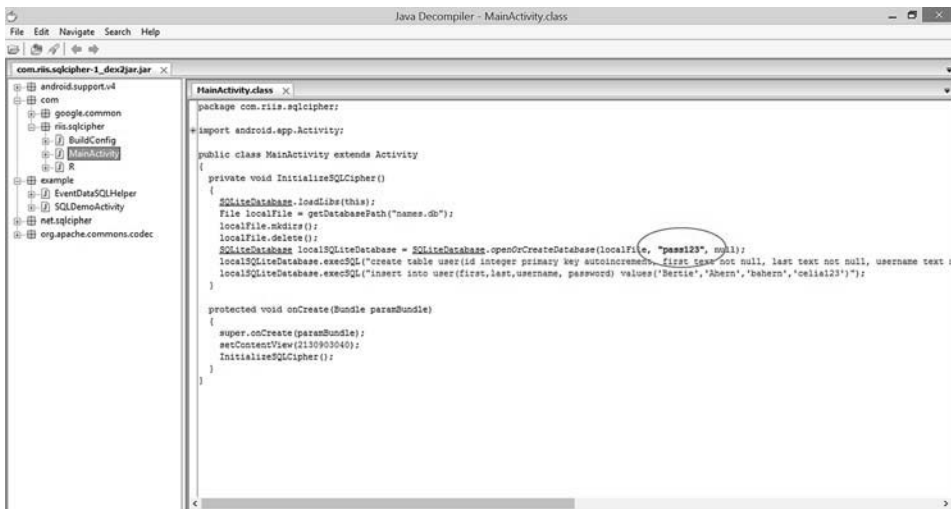 Java Decompiler - MainActivity.class
File Edit Navigate Search Help
com.riis.sqlcipher-1_dex2jar.jar
android.support.v4
com
google.common
riis.sqlcipher
BuildConfig
MainActivity
R
example
EventDataSQLHelper
SQLDemoActivity
net.sqlcipher
org.apache.commons.codec
MainActivity.class
package com.riis.sqlcipher;
import android.app.Activity;
public class MainActivity extends Activity
{
private void InitializeSQLCipher()
{
SQLiteDatabase.loadLibs(this);
File localFile = getDatabasePath("names.db");
localFile.mkdirs();
localFile.delete();
SQLiteDatabase localSQLiteDatabase = SQLiteDatabase.openOrCreateDatabase(localFile, "pass123", null);
localSQLiteDatabase.execSQL("create table user(id integer primary key autoincrement, first text not null, last text not null, username text
localSQLiteDatabase.execSQL("insert into user(first,last,username, password) values('Bertie','Ahern','bahern','celia123')");
}
protected void onCreate(Bundle paramBundle)
{
super.onCreate(paramBundle);
setContentView(2130903040);
InitializeSQLCipher();
}
}